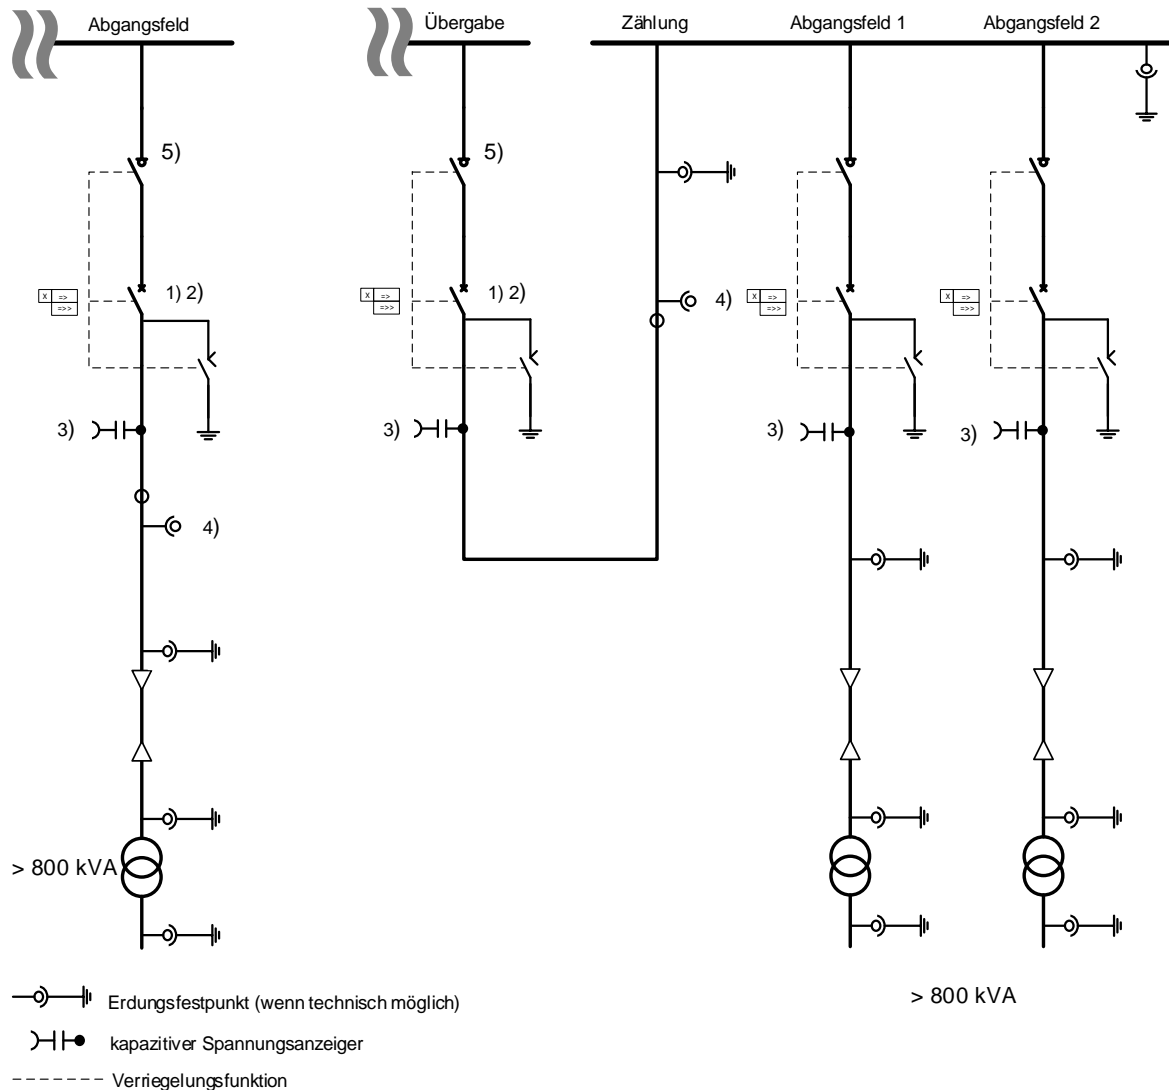 Abgangsfeld
Übergabe
Zählung
Abgangsfeld 1
Abgangsfeld 2
5)
5)
X =>
=>>
1) 2)
X =>
=>>
1) 2)
4)
X =>
=>>
X =>
=>>
3)
3)
3)
3)
4)
> 800 kVA
> 800 kVA
Erdungsfestpunkt (wenn technisch möglich)
kapazitiver Spannungsanzeiger
Verriegelungsfunktion